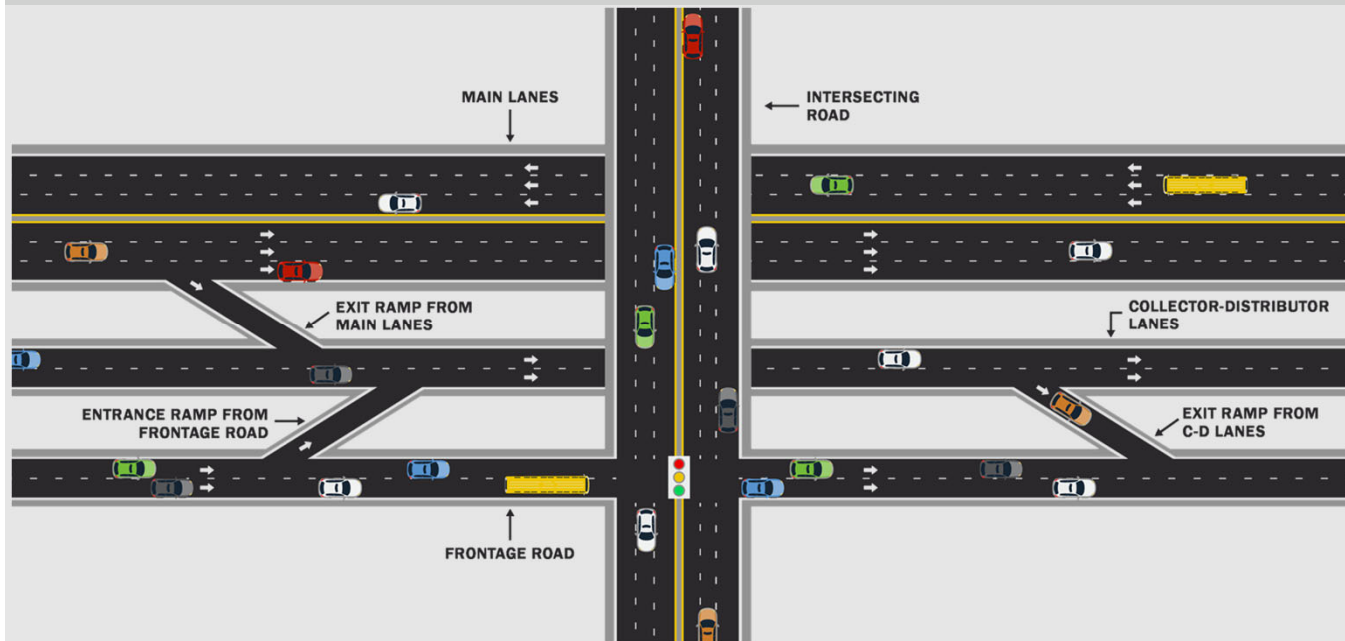 MAIN LANES
INTERSECTING
ROAD
EXIT RAMP FROM
MAIN LANES
COLLECTOR-DISTRIBUTOR
LANES
ENTRANCE RAMP FROM
FRONTAGE ROAD
EXIT RAMP FROM
C-D LANES
FRONTAGE ROAD